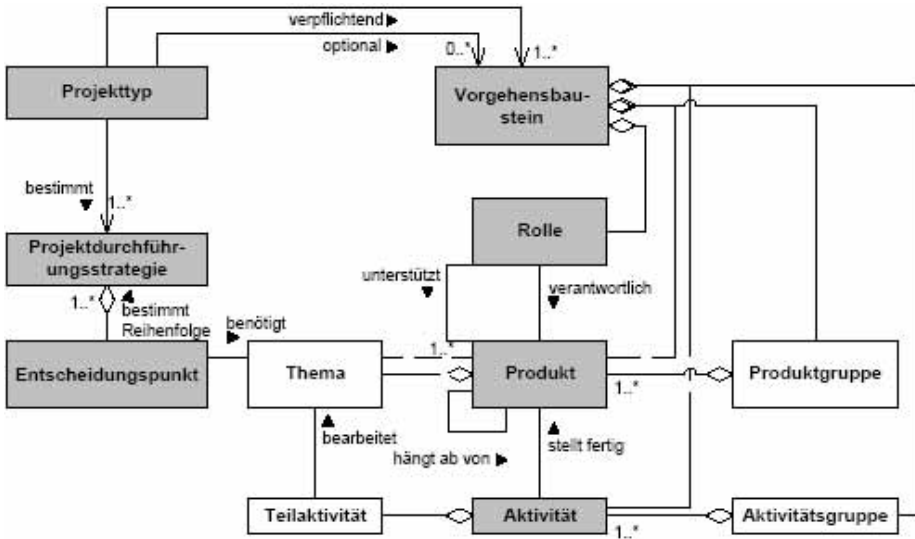 verpflichtend
optional
0..*
1..*
Projekttyp
Vorgehensbau-
stein
bestimmt
1..*
Rolle
Projektdurchführ-
ungsstrategie
unterstützt
verantwortlich
1..*
bestimmt
Reihenfolge
benötigt
1..*
Entscheidungspunkt
Thema
Produkt
1..*
Produktgruppe
bearbeitet
hängt ab von
stellt fertig
Teilaktivität
Aktivität
1..*
Aktivitätsgruppe